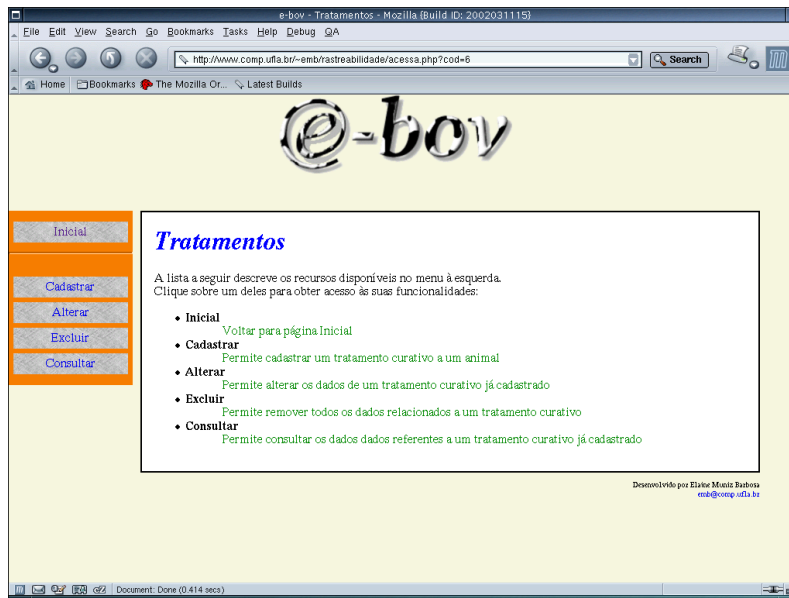 e-bov - Tratamentos - Mozilla {Build ID: 2002031115}
File Edit View Search Go Bookmarks Tasks Help Debug QA
http://www.comp.ufla.br/~emb/rastreabilidade/acessa.php?cod=6 Search
Home Bookmarks The Mozilla Or... Latest Builds
e-bov
Inicial
Cadastrar
Alterar
Excluir
Consultar
Tratamentos
A lista a seguir descreve os recursos disponíveis no menu à esquerda.
Clique sobre um deles para obter acesso às suas funcionalidades:
• Inicial
Voltar para página Inicial
• Cadastrar
Permite cadastrar um tratamento curativo a um animal
• Alterar
Permite alterar os dados de um tratamento curativo já cadastrado
• Excluir
Permite remover todos os dados relacionados a um tratamento curativo
• Consultar
Permite consultar os dados dados referentes a um tratamento curativo já cadastrado
Desenvolvido por Elaine Muniz Barbosa
emb@comp.ufla.br
Document: Done (0.414 secs)